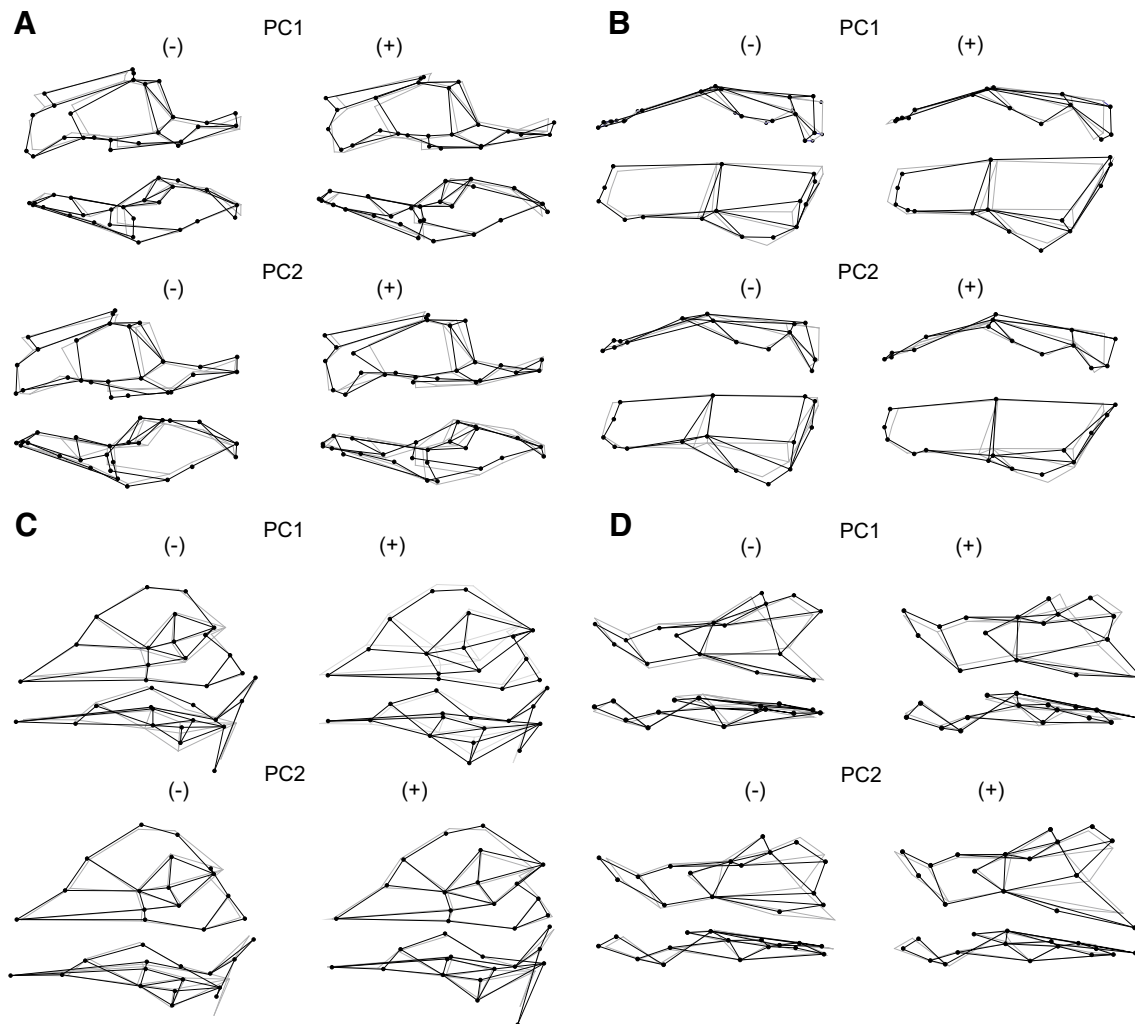 A PC1 B PC1
(-) (+) (-) (+)
PC2 PC2
(-) (+) (-) (+)
C PC1 D PC1
(-) (+) (-) (+)
PC2 PC2
(-) (+) (-) (+)